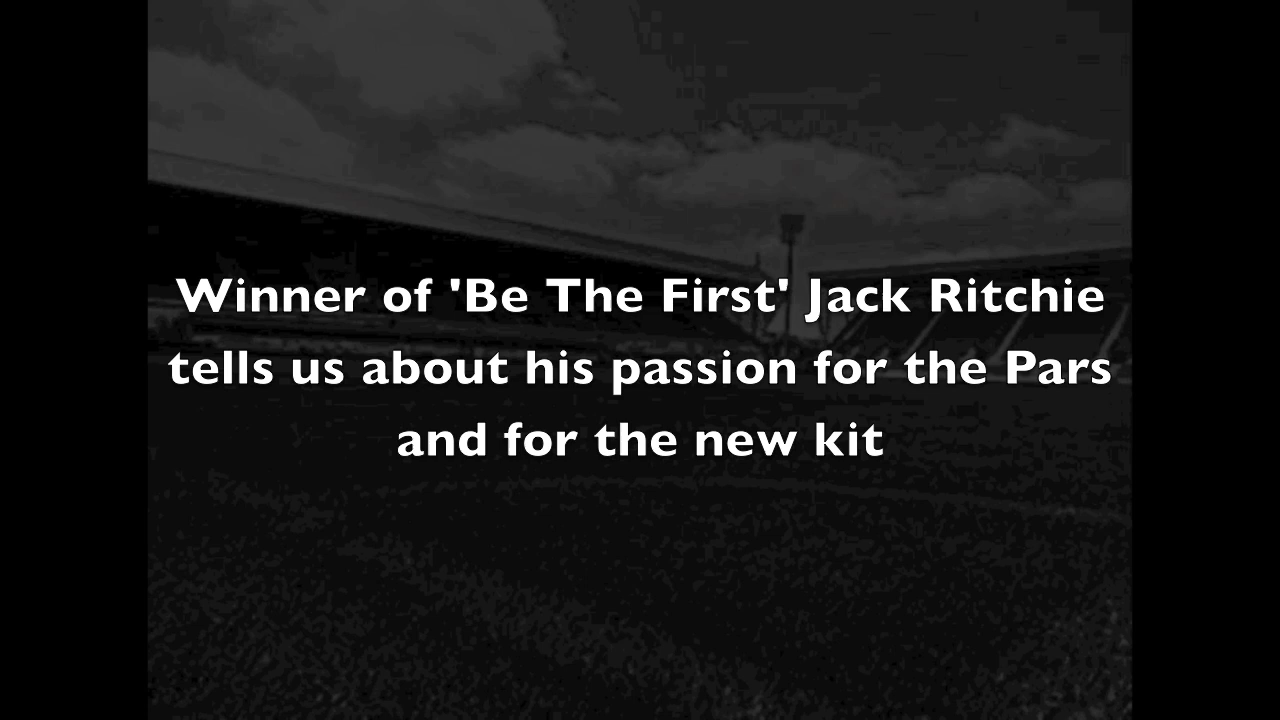 Winner of 'Be The First' Jack Ritchie
tells us about his passion for the Pars
and for the new kit